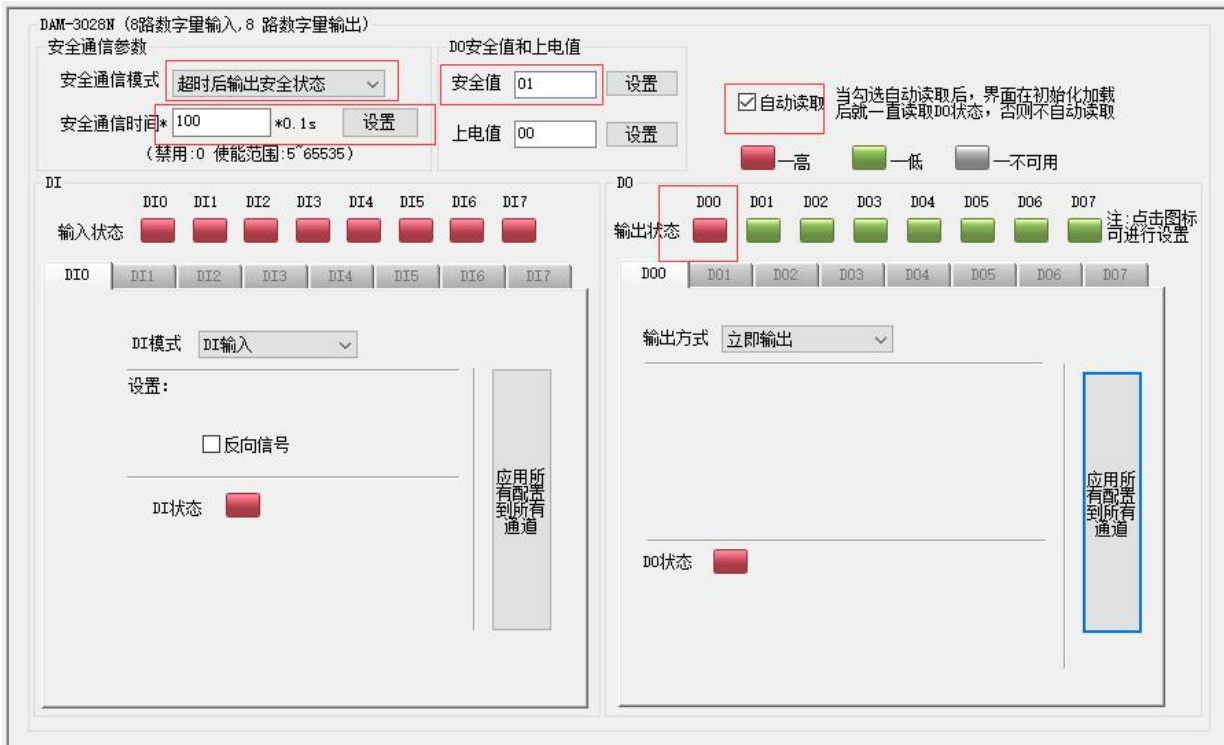 DAM-3028N (8路数字量输入,8 路数字量输出)
安全通信参数
安全通信模式 超时后输出安全状态
安全通信时间* 100 *0.1s 设置
(禁用:0 使能范围:5~65535)
DO安全值和上电值
安全值 01 设置
上电值 00 设置
自动读取
当勾选自动读取后，界面在初始化加载
后就一直读取DO状态，否则不自动读取
—高 —低 —不可用
DI
DI0 DI1 DI2 DI3 DI4 DI5 DI6 DI7
输入状态
DI0 DI1 DI2 DI3 DI4 DI5 DI6 DI7
DI模式 DI输入
设置:
反向信号
DI状态
应用所
有配置
到所有
通道
DO
DO0 DO1 DO2 DO3 DO4 DO5 DO6 DO7
输出状态
注:点击图标
可进行设置
DO0 DO1 DO2 DO3 DO4 DO5 DO6 DO7
输出方式 立即输出
DO状态
应用所
有配置
到所有
通道